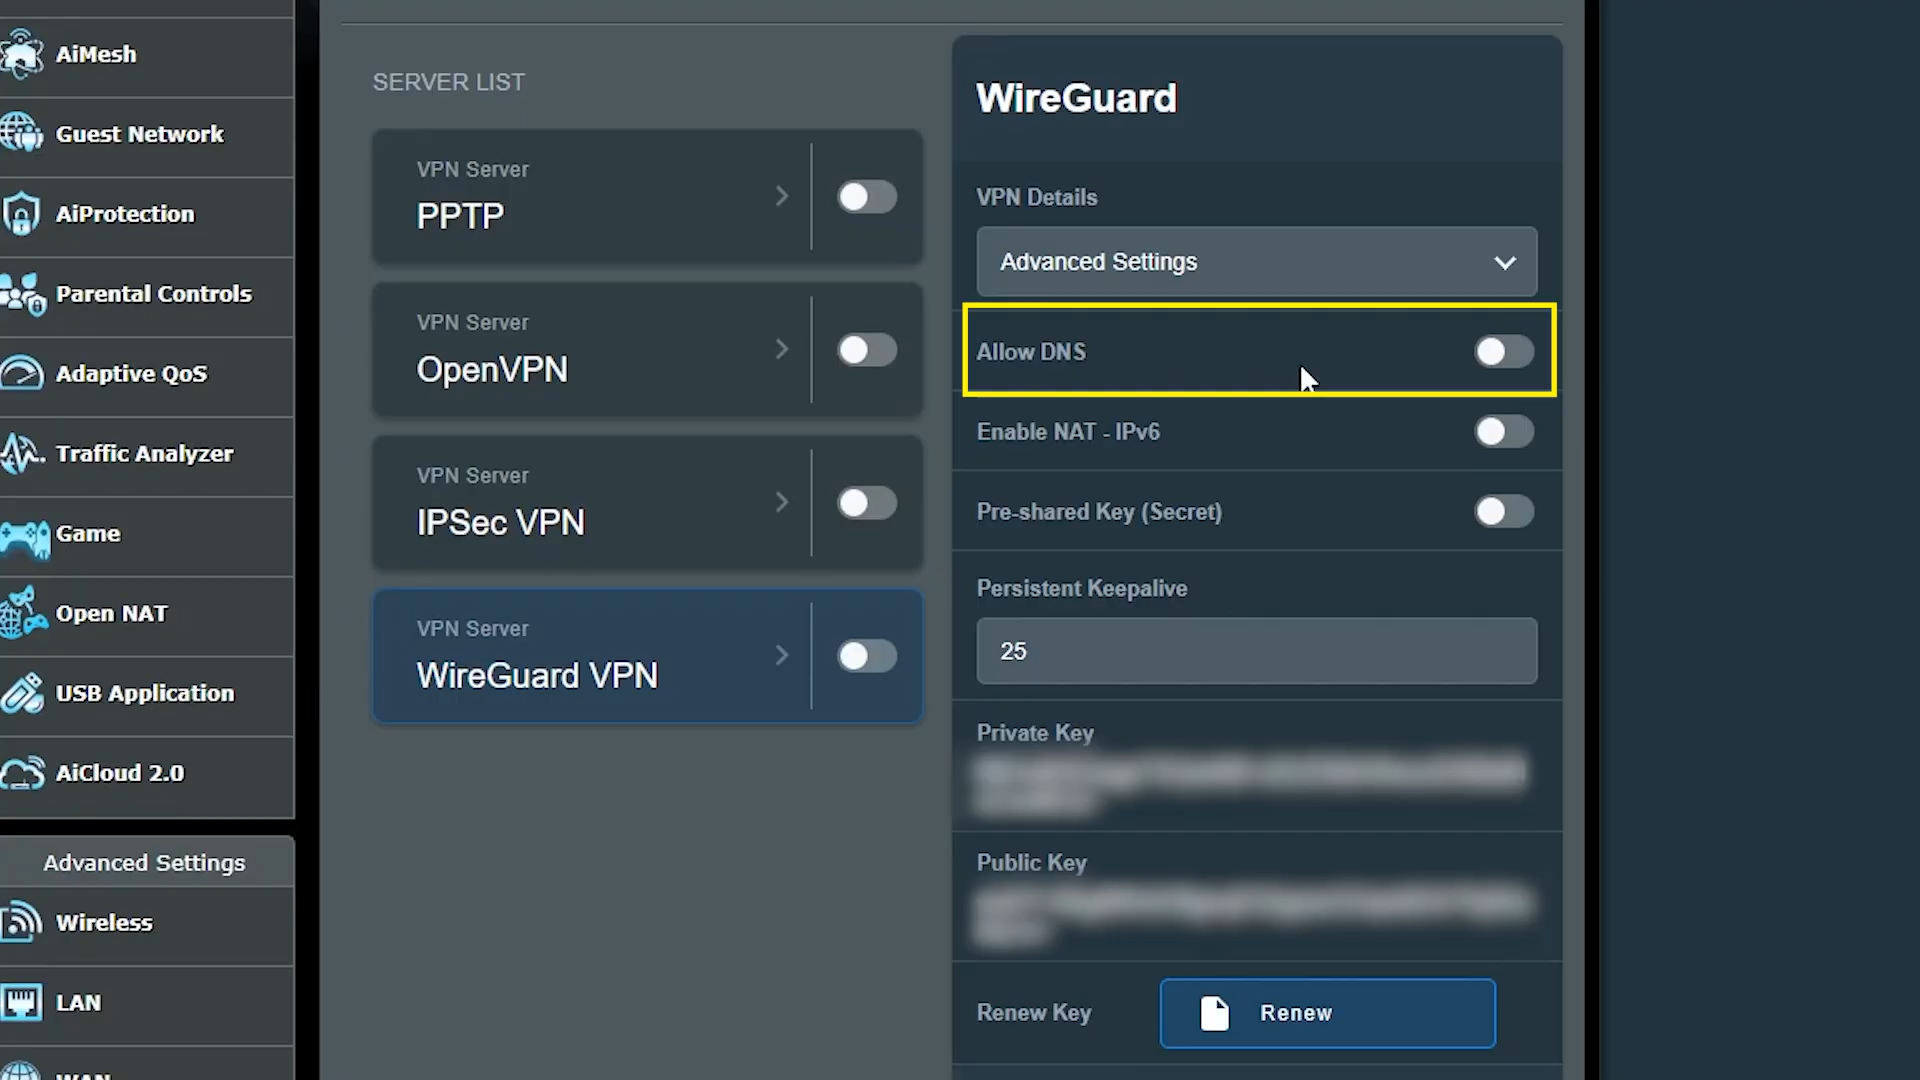 AiMesh
Guest Network
AiProtection
Parental Controls
Adaptive QoS
Traffic Analyzer
Game
Open NAT
USB Application
AiCloud 2.0
Advanced Settings
Wireless
LAN
WAN
SERVER LIST
VPN Server
PPTP
VPN Server
OpenVPN
VPN Server
IPSec VPN
VPN Server
WireGuard VPN
WireGuard
VPN Details
Advanced Settings
Allow DNS
Enable NAT - IPv6
Pre-shared Key (Secret)
Persistent Keepalive
25
Private Key
Public Key
Renew Key
Renew